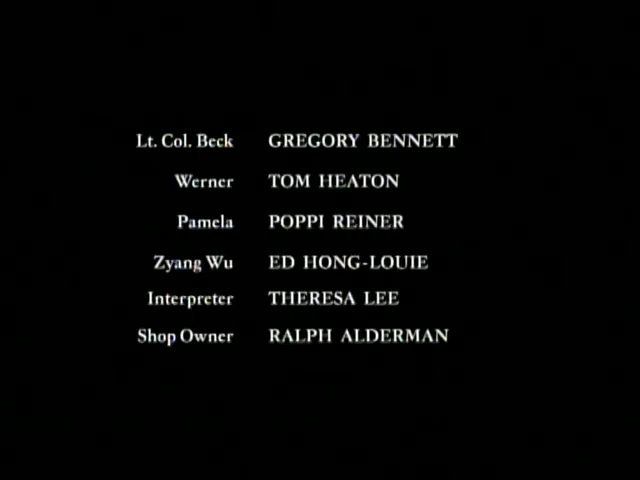 Lt. Col. Beck GREGORY BENNETT
Werner TOM HEATON
Pamela POPPI REINER
Zyang Wu ED HONG-LOUIE
Interpreter THERESA LEE
Shop Owner RALPH ALDERMAN